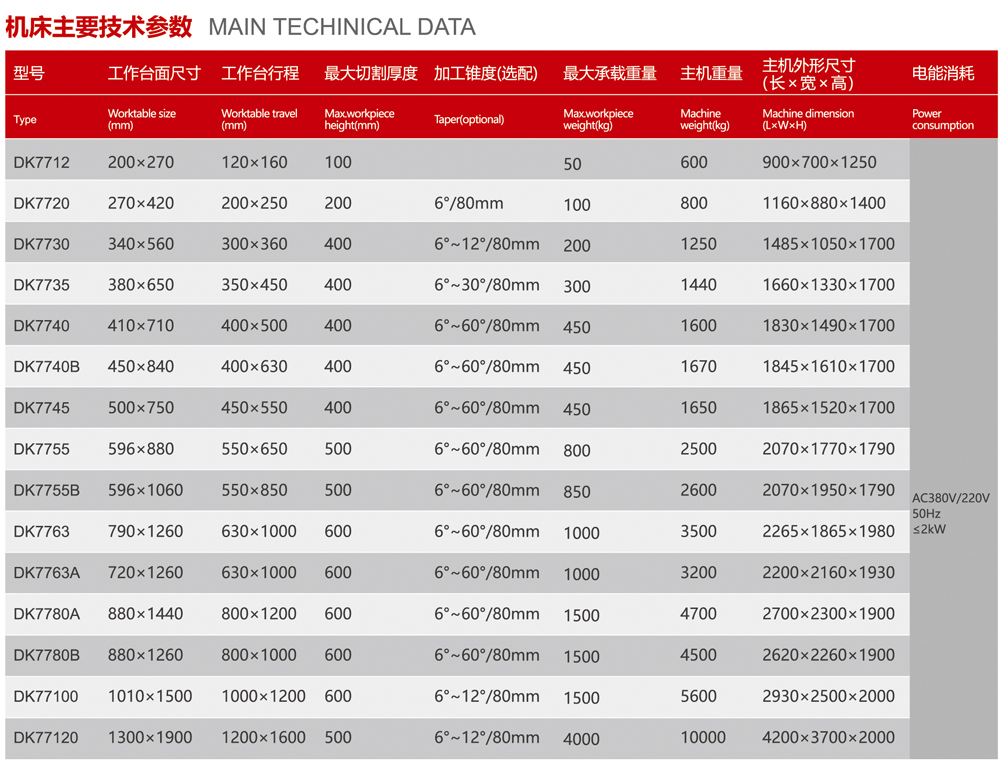 机床主要技术参数 MAIN TECHINICAL DATA
型号 工作台面尺寸 工作台行程 最大切割厚度 加工锥度(选配) 最大承载重量 主机重量 主机外形尺寸 电能消耗
(长×宽×高)
Type Worktable size Worktable travel Max.workpiece Taper(optional) Max.workpiece Machine Machine dimension Power
(mm) (mm) height(mm) weight(kg) weight(kg) (L×W×H) consumption
DK7712 200×270 120×160 100 50 600 900×700×1250
DK7720 270×420 200×250 200 6°/80mm 100 800 1160×880×1400
DK7730 340×560 300×360 400 6°~12°/80mm 200 1250 1485×1050×1700
DK7735 380×650 350×450 400 6°~30°/80mm 300 1440 1660×1330×1700
DK7740 410×710 400×500 400 6°~60°/80mm 450 1600 1830×1490×1700
DK7740B 450×840 400×630 400 6°~60°/80mm 450 1670 1845×1610×1700
DK7745 500×750 450×550 400 6°~60°/80mm 450 1650 1865×1520×1700
DK7755 596×880 550×650 500 6°~60°/80mm 800 2500 2070×1770×1790
DK7755B 596×1060 550×850 500 6°~60°/80mm 850 2600 2070×1950×1790
AC380V/220V
50Hz
≤2kW
DK7763 790×1260 630×1000 600 6°~60°/80mm 1000 3500 2265×1865×1980
DK7763A 720×1260 630×1000 600 6°~60°/80mm 1000 3200 2200×2160×1930
DK7780A 880×1440 800×1200 600 6°~60°/80mm 1500 4700 2700×2300×1900
DK7780B 880×1260 800×1000 600 6°~60°/80mm 1500 4500 2620×2260×1900
DK77100 1010×1500 1000×1200 600 6°~12°/80mm 1500 5600 2930×2500×2000
DK77120 1300×1900 1200×1600 500 6°~12°/80mm 4000 10000 4200×3700×2000